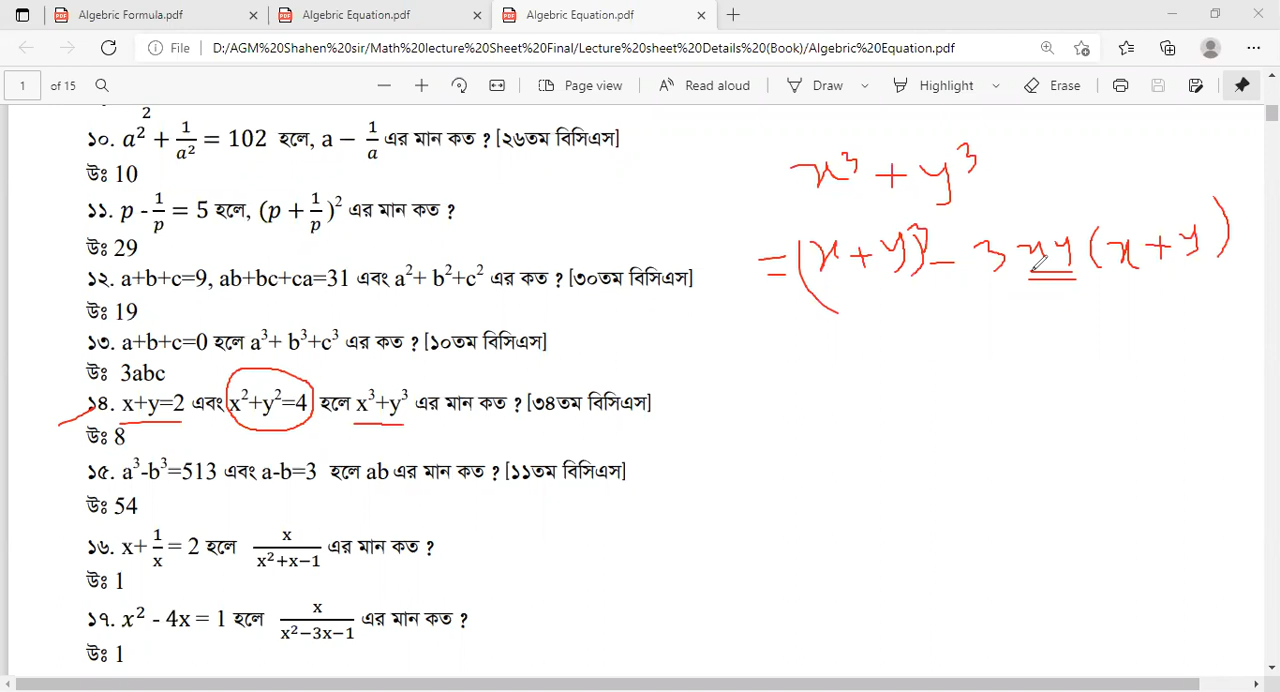 Algebric Formula.pdf
Algebric Equation.pdf
Algebric Equation.pdf
File D:/AGM%20Shahen%20sir/Math%20lecture%20Sheet%20Final/Lecture%20sheet%20Details%20(Book)/Algebric%20Equation.pdf
1 of 15 Page view Read aloud Draw Highlight Erase
2
১০. a² + 1/a² = 102 হলে, a − 1/a এর মান কত ? [২৬তম বিসিএস]
উঃ 10
১১. p - 1/p = 5 হলে, (p + 1/p)² এর মান কত ?
উঃ 29
১২. a+b+c=9, ab+bc+ca=31 এবং a²+ b²+c² এর কত ? [৩০তম বিসিএস]
উঃ 19
১৩. a+b+c=0 হলে a³+ b³+c³ এর কত ? [১০তম বিসিএস]
উঃ 3abc
১৪. x+y=2 এবং x²+y²=4 হলে x³+y³ এর মান কত ? [৩৪তম বিসিএস]
উঃ 8
১৫. a³-b³=513 এবং a-b=3 হলে ab এর মান কত ? [১১তম বিসিএস]
উঃ 54
১৬. x+ 1/x = 2 হলে x/(x²+x−1) এর মান কত ?
উঃ 1
১৭. x² - 4x = 1 হলে x/(x²−3x−1) এর মান কত ?
উঃ 1
x³ + y³
= (x + y)³ − 3xy(x + y)